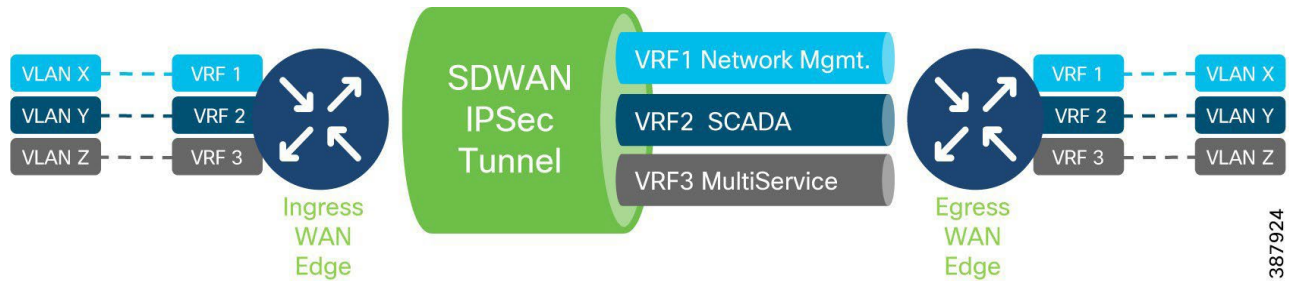 VLAN X
VRF 1
VLAN Y
VRF 2
VLAN Z
VRF 3
Ingress
WAN
Edge
SDWAN
IPSec
Tunnel
VRF1 Network Mgmt.
VRF2 SCADA
VRF3 MultiService
Egress
WAN
Edge
VRF 1
VLAN X
VRF 2
VLAN Y
VRF 3
VLAN Z
387924